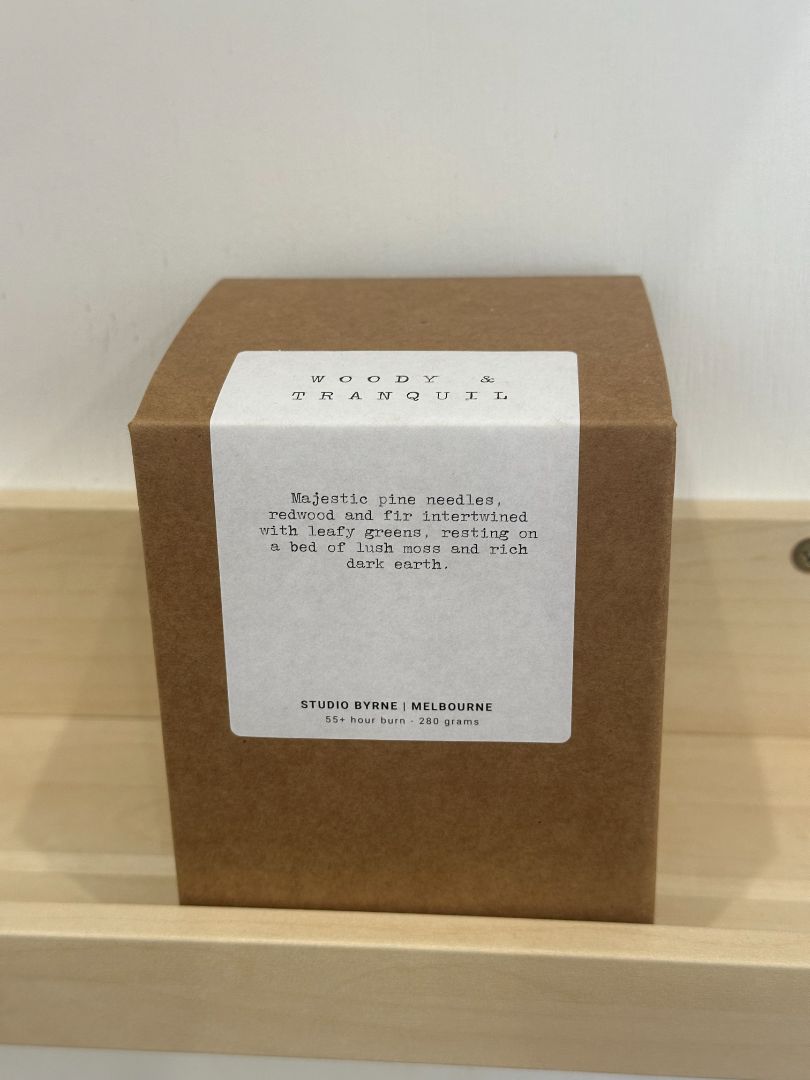 WOODY &
TRANQUIL
Majestic pine needles,
redwood and fir intertwined
with leafy greens, resting on
a bed of lush moss and rich
dark earth.
STUDIO BYRNE | MELBOURNE
55+ hour burn - 280 grams